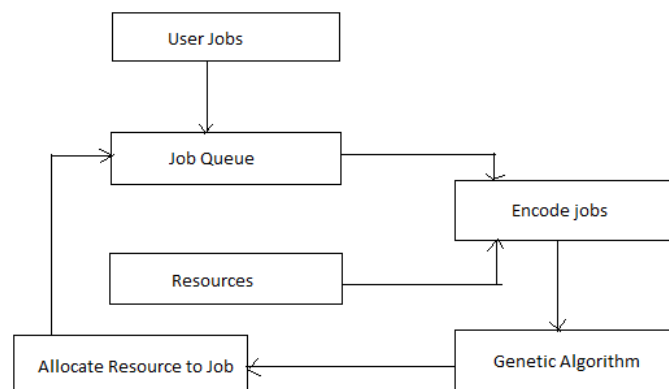 User Jobs
Job Queue
Encode jobs
Resources
Allocate Resource to Job
Genetic Algorithm